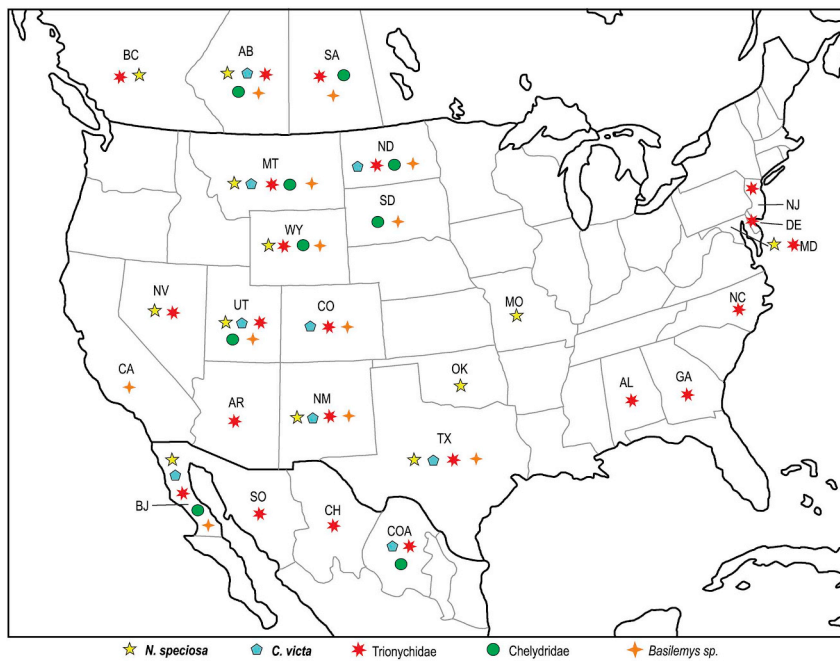 BC
AB
SA
MT
ND
SD
WY
NJ
DE
MD
NV
UT
CO
MO
NC
CA
OK
AR
NM
AL
GA
TX
BJ
SO
CH
COA
N. speciosa C. victa Trionychidae Chelydridae Basilemys sp.